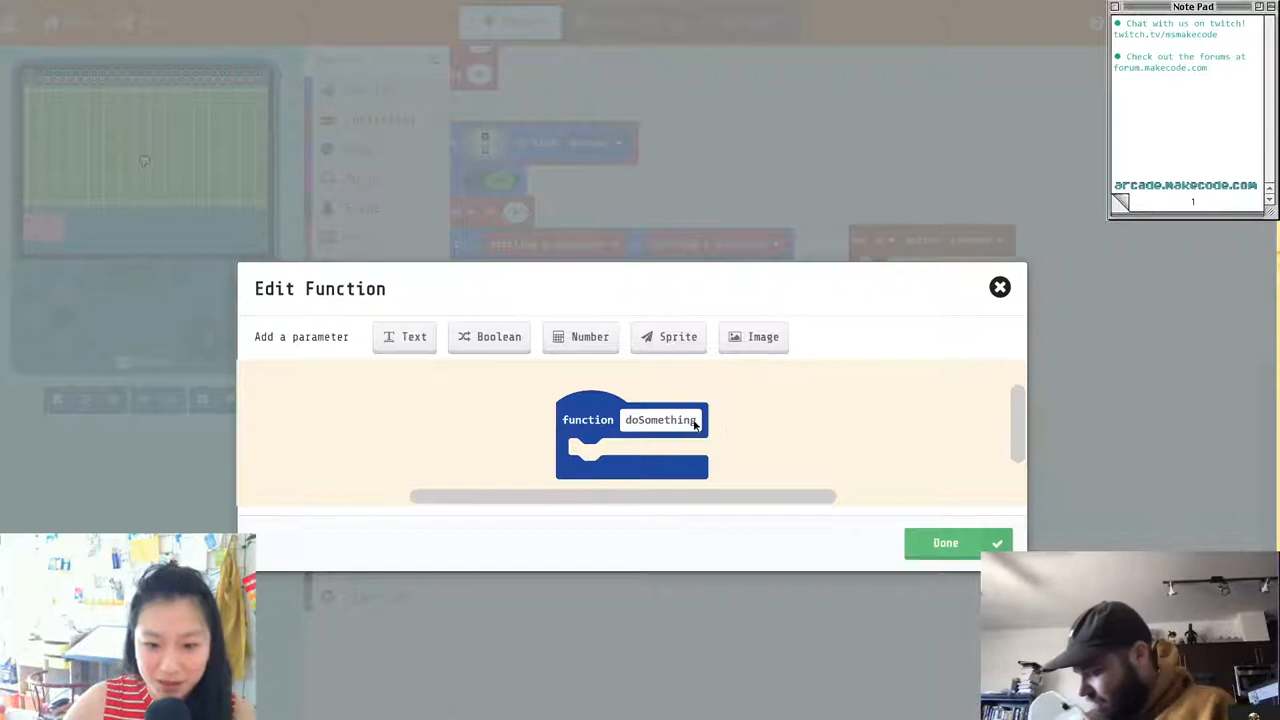 Note Pad
Chat with us on twitch!
twitch.tv/msmakecode
Check out the forums at
forum.makecode.com
arcade.makecode.com
1
Edit Function
Add a parameter
Text
Boolean
Number
Sprite
Image
function doSomething
Done